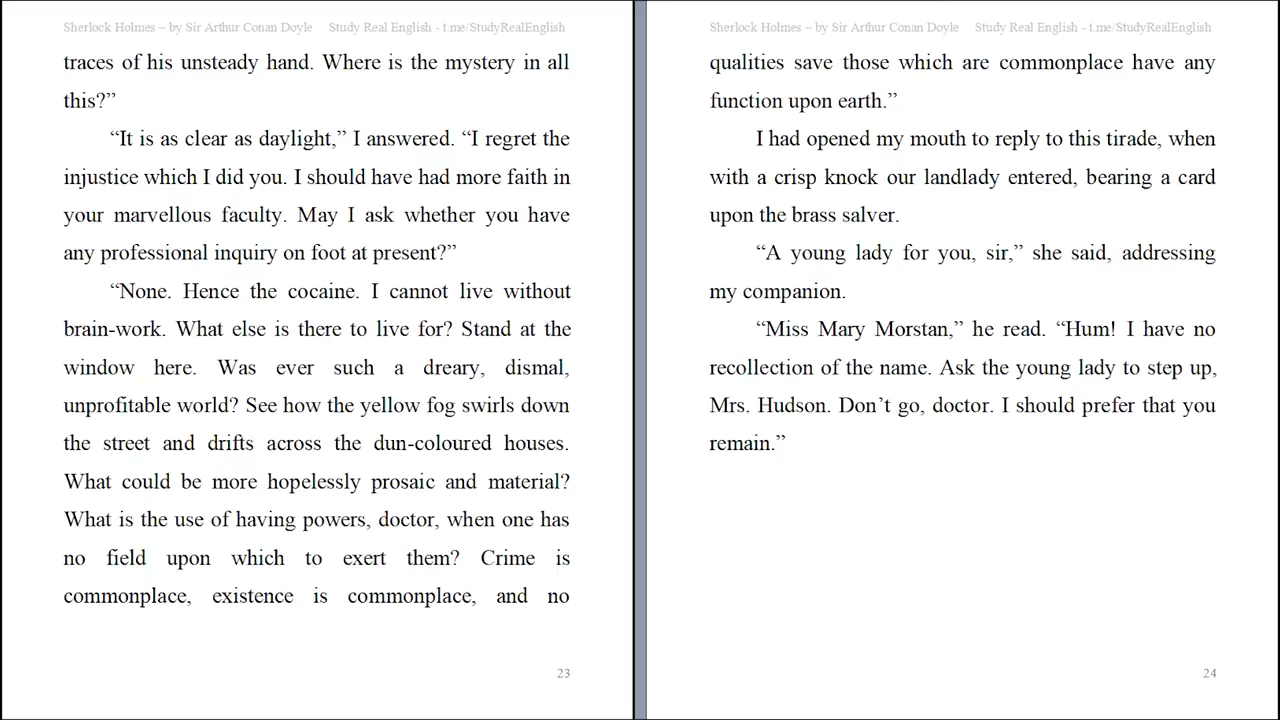 Sherlock Holmes – by Sir Arthur Conan Doyle Study Real English - t.me/StudyRealEnglish
traces of his unsteady hand. Where is the mystery in all
this?”
“It is as clear as daylight,” I answered. “I regret the
injustice which I did you. I should have had more faith in
your marvellous faculty. May I ask whether you have
any professional inquiry on foot at present?”
“None. Hence the cocaine. I cannot live without
brain-work. What else is there to live for? Stand at the
window here. Was ever such a dreary, dismal,
unprofitable world? See how the yellow fog swirls down
the street and drifts across the dun-coloured houses.
What could be more hopelessly prosaic and material?
What is the use of having powers, doctor, when one has
no field upon which to exert them? Crime is
commonplace, existence is commonplace, and no
23
Sherlock Holmes – by Sir Arthur Conan Doyle Study Real English - t.me/StudyRealEnglish
qualities save those which are commonplace have any
function upon earth.”
I had opened my mouth to reply to this tirade, when
with a crisp knock our landlady entered, bearing a card
upon the brass salver.
“A young lady for you, sir,” she said, addressing
my companion.
“Miss Mary Morstan,” he read. “Hum! I have no
recollection of the name. Ask the young lady to step up,
Mrs. Hudson. Don’t go, doctor. I should prefer that you
remain.”
24